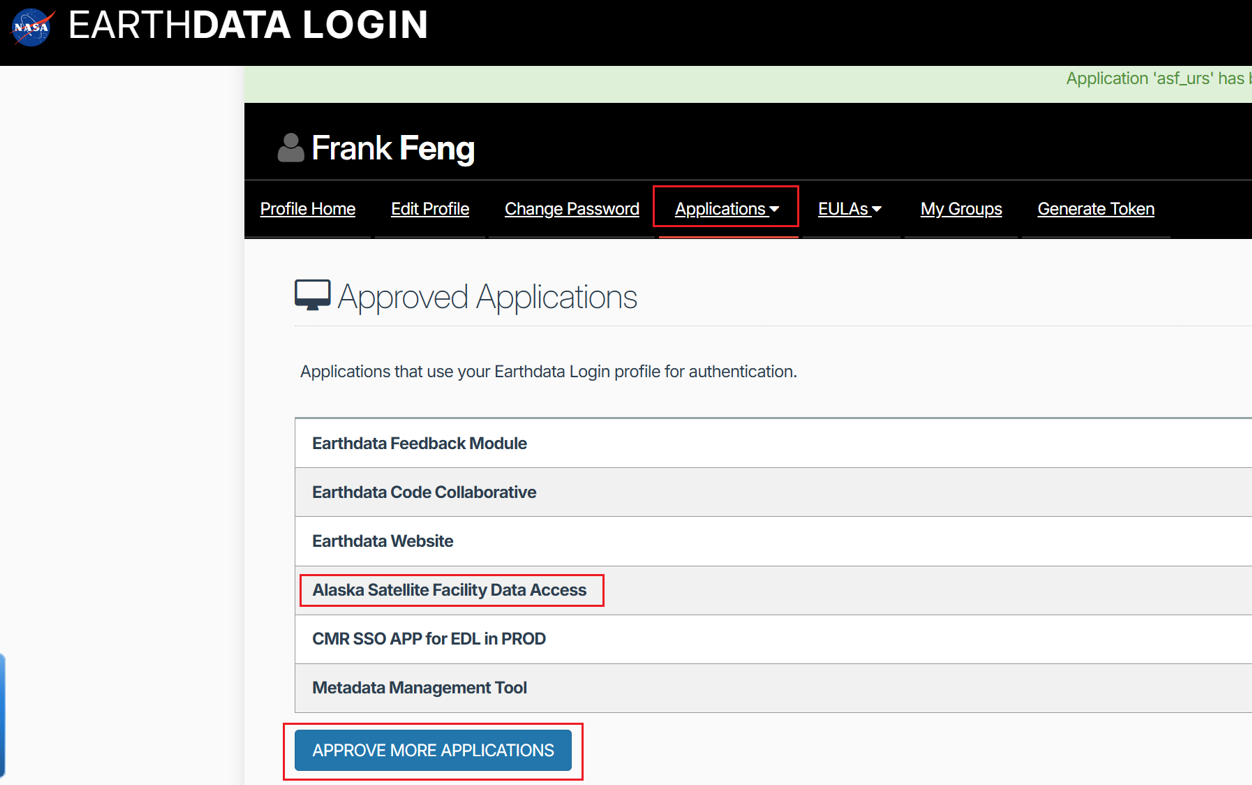 NASA EARTHDATA LOGIN
Application 'asf_urs' has
Frank Feng
Profile Home Edit Profile Change Password Applications EULAs My Groups Generate Token
Approved Applications
Applications that use your Earthdata Login profile for authentication.
Earthdata Feedback Module
Earthdata Code Collaborative
Earthdata Website
Alaska Satellite Facility Data Access
CMR SSO APP for EDL in PROD
Metadata Management Tool
APPROVE MORE APPLICATIONS